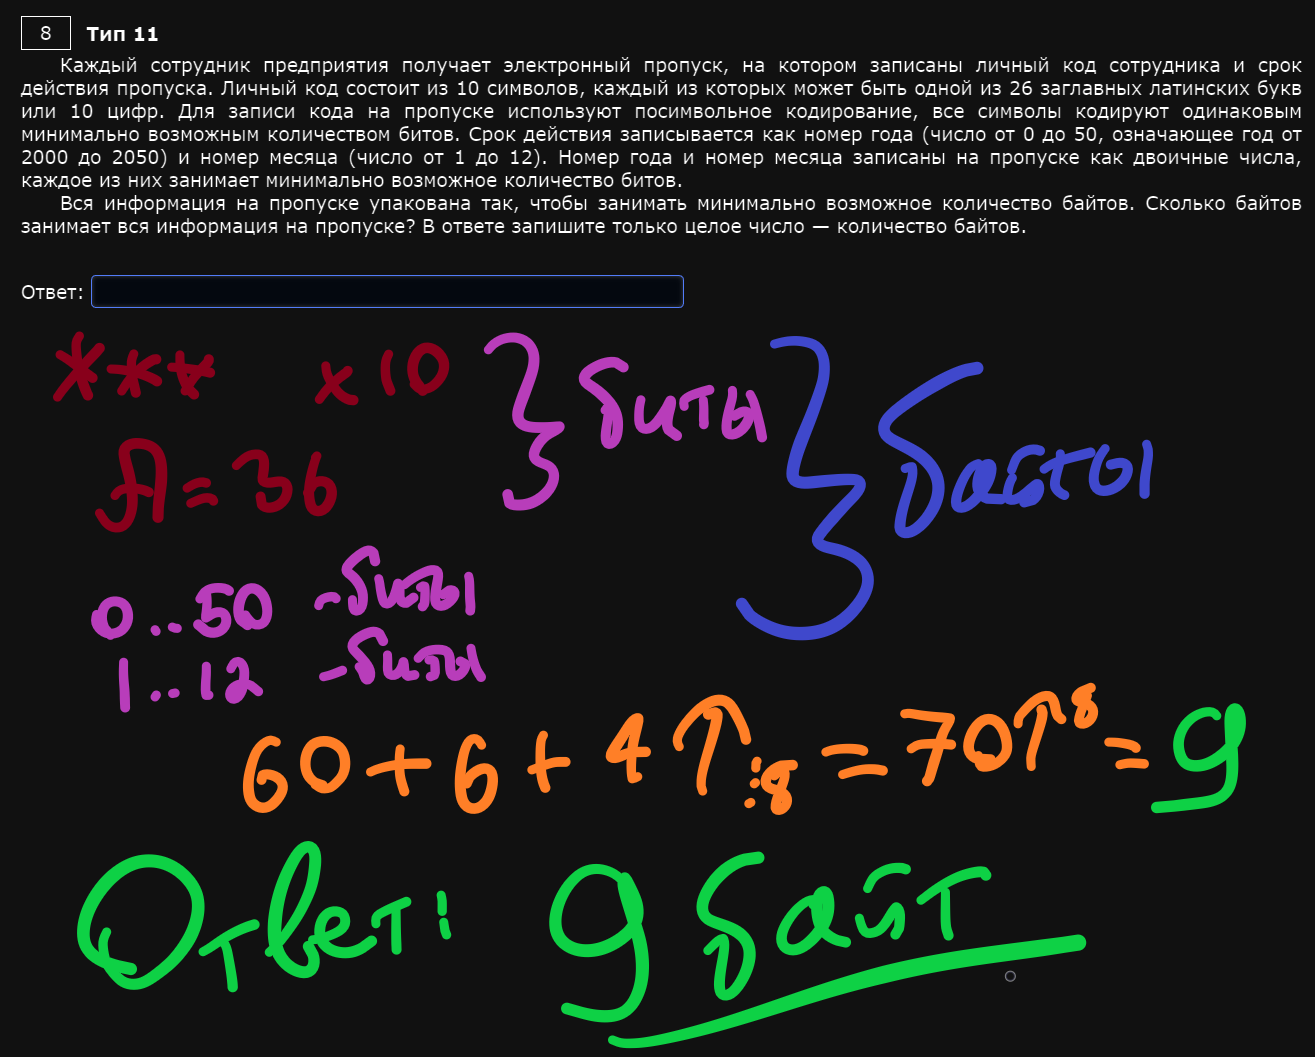 8 Тип 11
Каждый сотрудник предприятия получает электронный пропуск, на котором записаны личный код сотрудника и срок
действия пропуска. Личный код состоит из 10 символов, каждый из которых может быть одной из 26 заглавных латинских букв
или 10 цифр. Для записи кода на пропуске используют посимвольное кодирование, все символы кодируют одинаковым
минимально возможным количеством битов. Срок действия записывается как номер года (число от 0 до 50, означающее год от
2000 до 2050) и номер месяца (число от 1 до 12). Номер года и номер месяца записаны на пропуске как двоичные числа,
каждое из них занимает минимально возможное количество битов.
Вся информация на пропуске упакована так, чтобы занимать минимально возможное количество байтов. Сколько байтов
занимает вся информация на пропуске? В ответе запишите только целое число — количество байтов.
Ответ:
*** x 10 } биты } байты
А = 36
0..50 - биты
1..12 - биты
60 + 6 + 4 ↑ :8 = 70 ↑ 8 = 9
Ответ: 9 байт